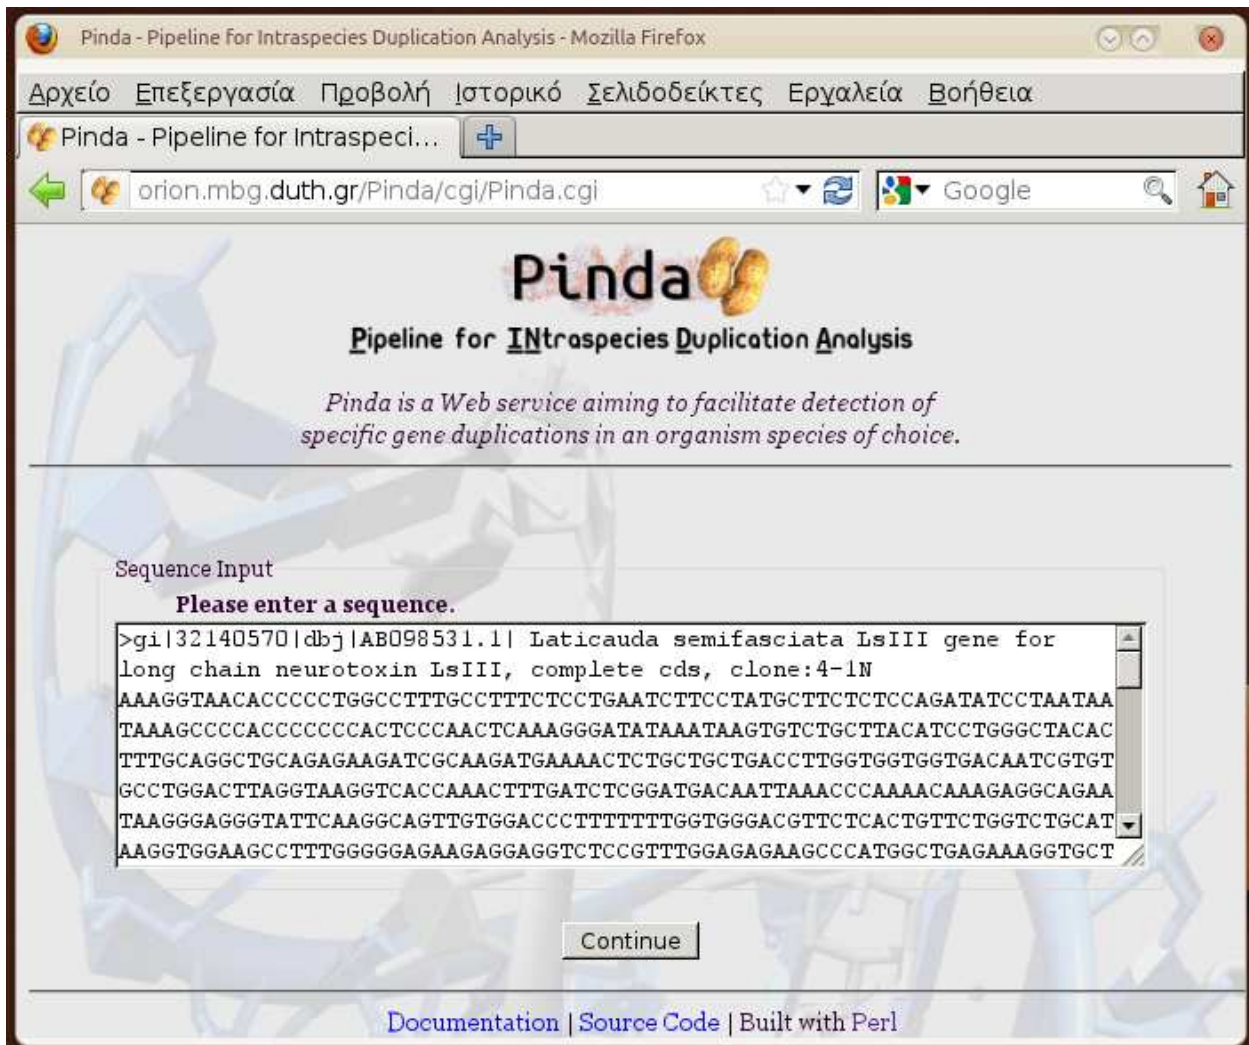 Pinda - Pipeline for Intraspecies Duplication Analysis - Mozilla Firefox
Αρχείο Επεξεργασία Προβολή Ιστορικό Σελιδοδείκτες Εργαλεία Βοήθεια
Pinda - Pipeline for Intraspeci...
orion.mbg.duth.gr/Pinda/cgi/Pinda.cgi Google
Pinda
Pipeline for INtraspecies Duplication Analysis
Pinda is a Web service aiming to facilitate detection of
specific gene duplications in an organism species of choice.
Sequence Input
Please enter a sequence.
>gi|32140570|dbj|AB098531.1| Laticauda semifasciata LsIII gene for
long chain neurotoxin LsIII, complete cds, clone:4-1N
AAAGGTAACACCCCCTGGCCTTTGCCTTTCTCCTGAATCTTCCTATGCTTCTCTCCAGATATCCTAATAA
TAAAGCCCCACCCCCCCACTCCCAACTCAAAGGGATATAAATAAGTGTCTGCTTACATCCTGGGCTACAC
TTTGCAGGCTGCAGAGAAGATCGCAAGATGAAAACTCTGCTGCTGACCTTGGTGGTGGTGACAATCGTGT
GCCTGGACTTAGGTAAGGTCACCAAACTTTGATCTCGGATGACAATTAAACCCAAAACAAAGAGGCAGAA
TAAGGGAGGGTATTCAAGGCAGTTGTGGACCCTTTTTTTGGTGGGACGTTCTCACTGTTCTGGTCTGCAT
AAGGTGGAAGCCTTTGGGGGAGAAGAGGAGGTCTCCGTTTGGAGAGAAGCCCATGGCTGAGAAAGGTGCT
Continue
Documentation | Source Code | Built with Perl